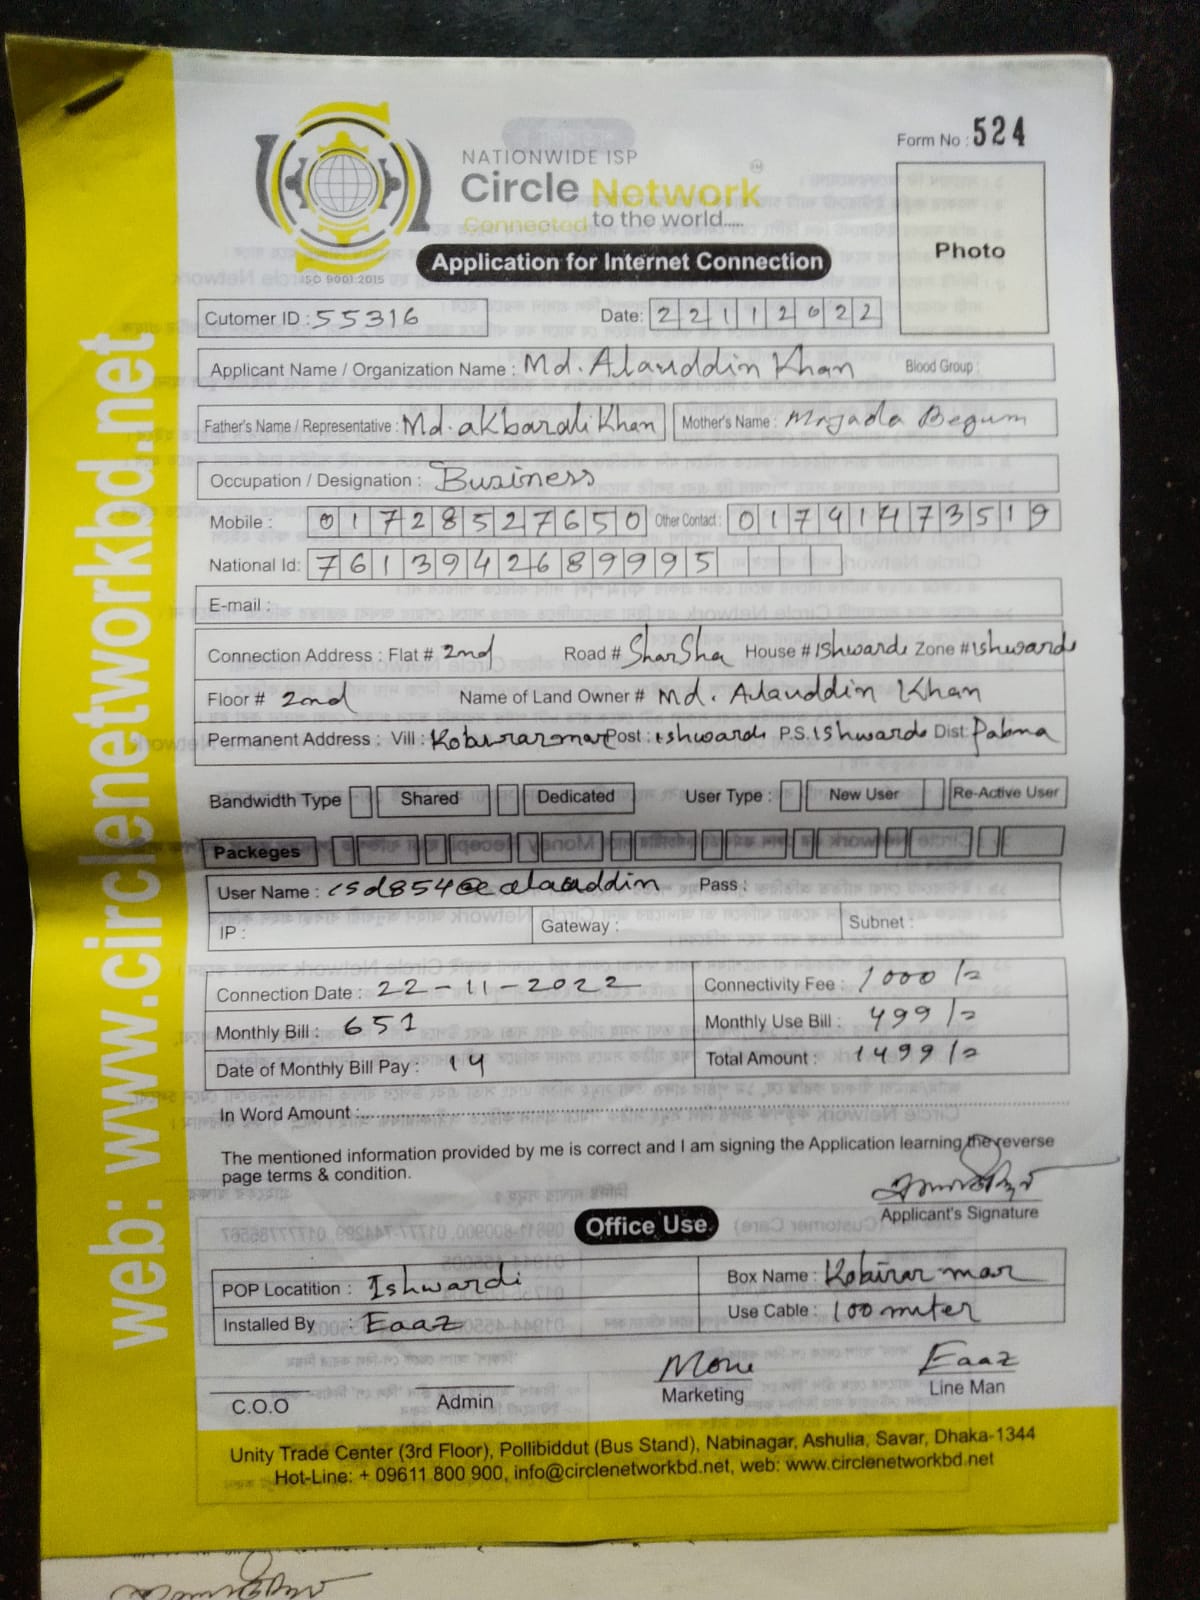 Form No : 524
NATIONWIDE ISP
Circle Network
Connected to the world.....
ISO 9001:2015
Application for Internet Connection
Photo
Cutomer ID : 55316 Date: 22112022
Applicant Name / Organization Name : Md. Alauddin Khan Blood Group :
Father's Name / Representative : Md. akbarali Khan Mother's Name : Begum
Occupation / Designation : Business
Mobile : 01728527650 Other Contact : 01741473519
National Id: 7613942689995
E-mail :
Connection Address : Flat # 2nd Road # SharSha House # Ishwardi Zone # Ishwardi
Floor # 2nd Name of Land Owner # Md. Alauddin Khan
Permanent Address : Vill : Post : Ishwardi P.S. Ishwardi Dist: Pabna
Bandwidth Type Shared Dedicated User Type : New User Re-Active User
Packeges
User Name : Pass :
IP : Gateway : Subnet :
Connection Date : 22-11-2022 Connectivity Fee : 1000/=
Monthly Bill : 651 Monthly Use Bill : 499/=
Date of Monthly Bill Pay : 14 Total Amount : 1499/=
In Word Amount :
The mentioned information provided by me is correct and I am signing the Application learning the reverse
page terms & condition.
Applicant's Signature
Office Use
POP Locatition : Ishwardi Box Name : Kobirar mar
Installed By : Eaaz Use Cable : 100 miter
Mone Eaaz
C.O.O Admin Marketing Line Man
Unity Trade Center (3rd Floor), Pollibiddut (Bus Stand), Nabinagar, Ashulia, Savar, Dhaka-1344
Hot-Line: + 09611 800 900, info@circlenetworkbd.net, web: www.circlenetworkbd.net
web: www.circlenetworkbd.net